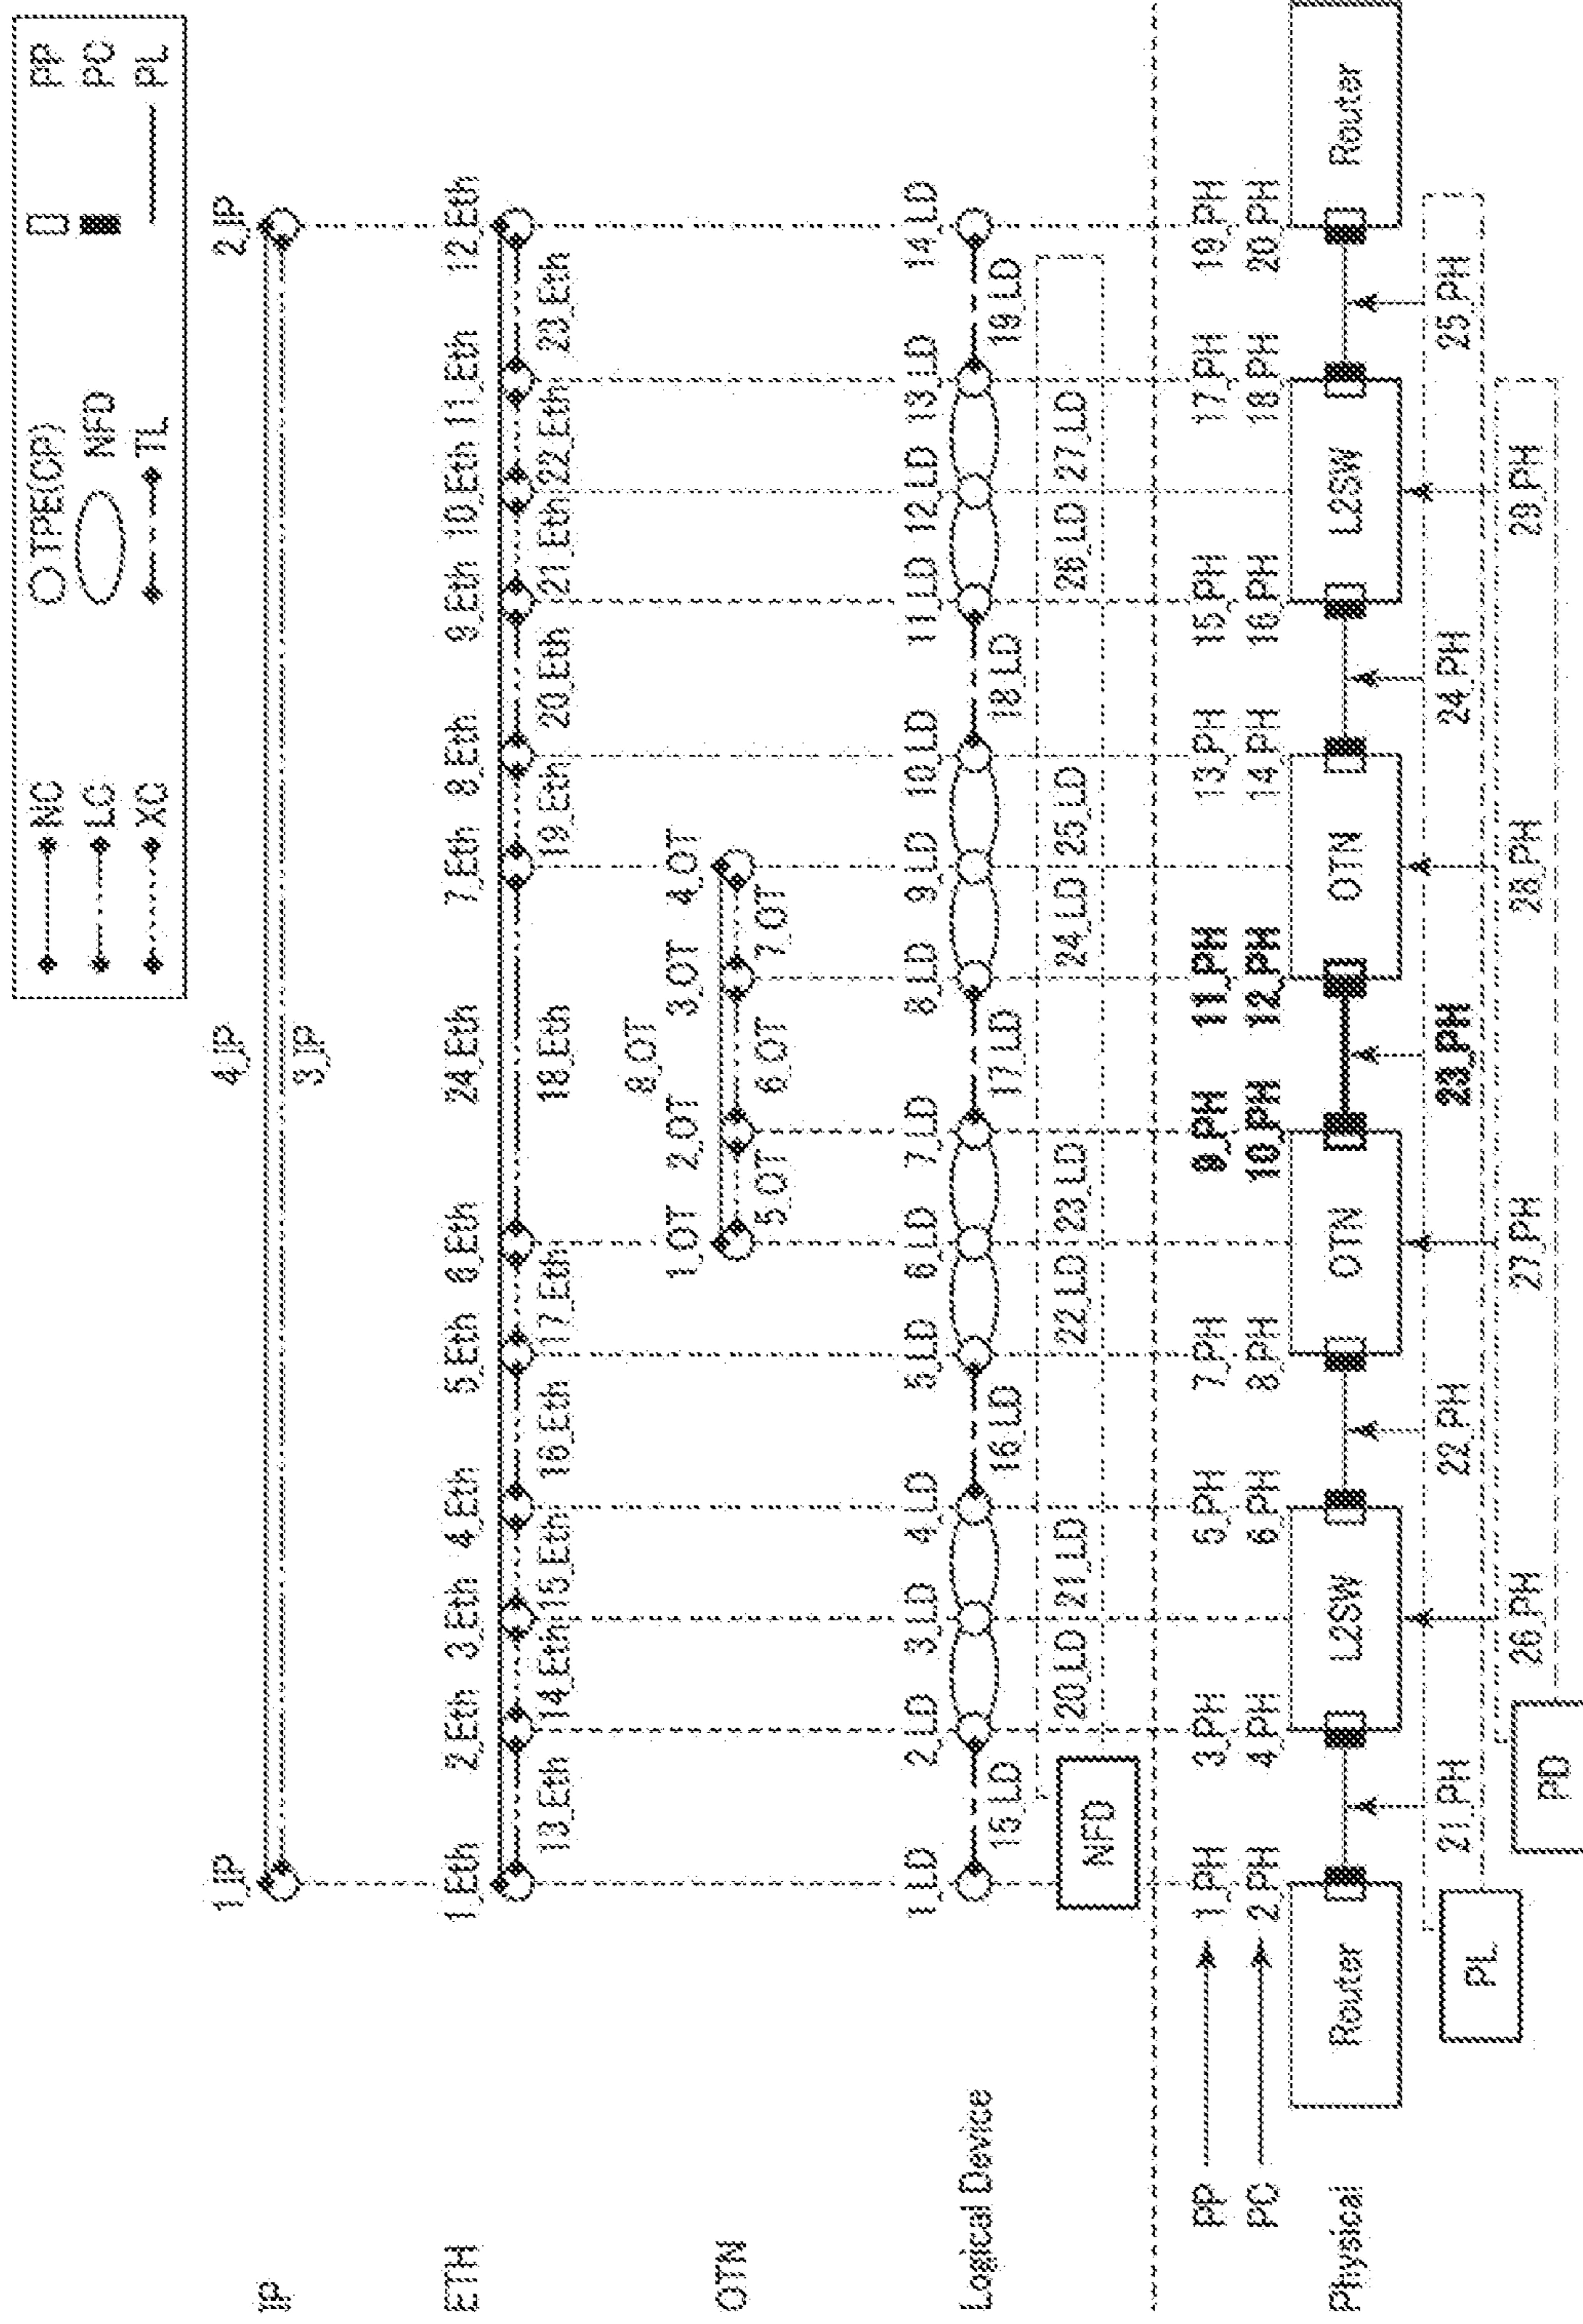 NC TPE(CP) PP
LC NFD PC
XC TL PL
IP
1_IP 4_IP 2_IP
3_IP
ETH
1_Eth 2_Eth 3_Eth 4_Eth 5_Eth 6_Eth 24_Eth 7_Eth 8_Eth 9_Eth 10_Eth 11_Eth 12_Eth
13_Eth 14_Eth 15_Eth 16_Eth 17_Eth 18_Eth 19_Eth 20_Eth 21_Eth 22_Eth 23_Eth
8_OT
OTN
1_OT 2_OT 3_OT 4_OT
5_OT 6_OT 7_OT
Logical Device
1_LD 2_LD 3_LD 4_LD 5_LD 6_LD 7_LD 8_LD 9_LD 10_LD 11_LD 12_LD 13_LD 14_LD
15_LD 16_LD 17_LD 18_LD 19_LD
NFD 20_LD 21_LD 22_LD 23_LD 24_LD 25_LD 26_LD 27_LD
PP 1_PH 3_PH 5_PH 7_PH 9_PH 11_PH 13_PH 15_PH 17_PH 19_PH
PC 2_PH 4_PH 6_PH 8_PH 10_PH 12_PH 14_PH 16_PH 18_PH 20_PH
Physical Router L2SW OTN OTN L2SW Router
PL 21_PH 22_PH 23_PH 24_PH 25_PH
PD 26_PH 27_PH 28_PH 29_PH